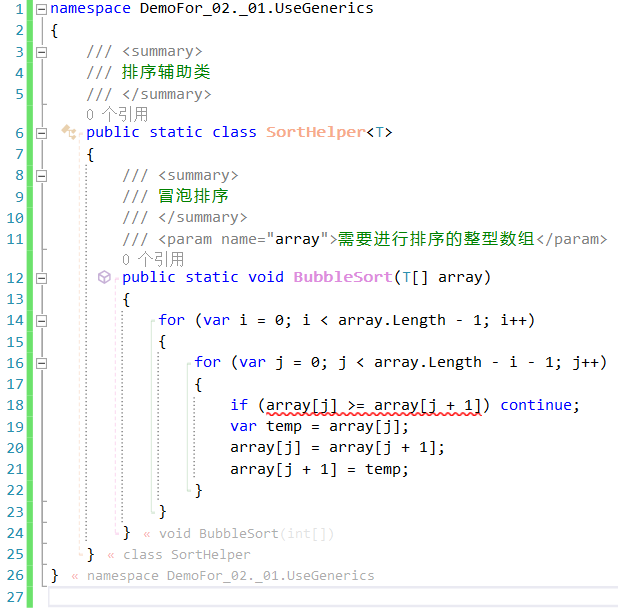 1 namespace DemoFor_02._01.UseGenerics
2 {
3 /// <summary>
4 /// 排序辅助类
5 /// </summary>
0 个引用
6 public static class SortHelper<T>
7 {
8 /// <summary>
9 /// 冒泡排序
10 /// </summary>
11 /// <param name="array">需要进行排序的整型数组</param>
0 个引用
12 public static void BubbleSort(T[] array)
13 {
14 for (var i = 0; i < array.Length - 1; i++)
15 {
16 for (var j = 0; j < array.Length - i - 1; j++)
17 {
18 if (array[j] >= array[j + 1]) continue;
19 var temp = array[j];
20 array[j] = array[j + 1];
21 array[j + 1] = temp;
22 }
23 }
24 } « void BubbleSort(int[])
25 } « class SortHelper
26 } « namespace DemoFor_02._01.UseGenerics
27